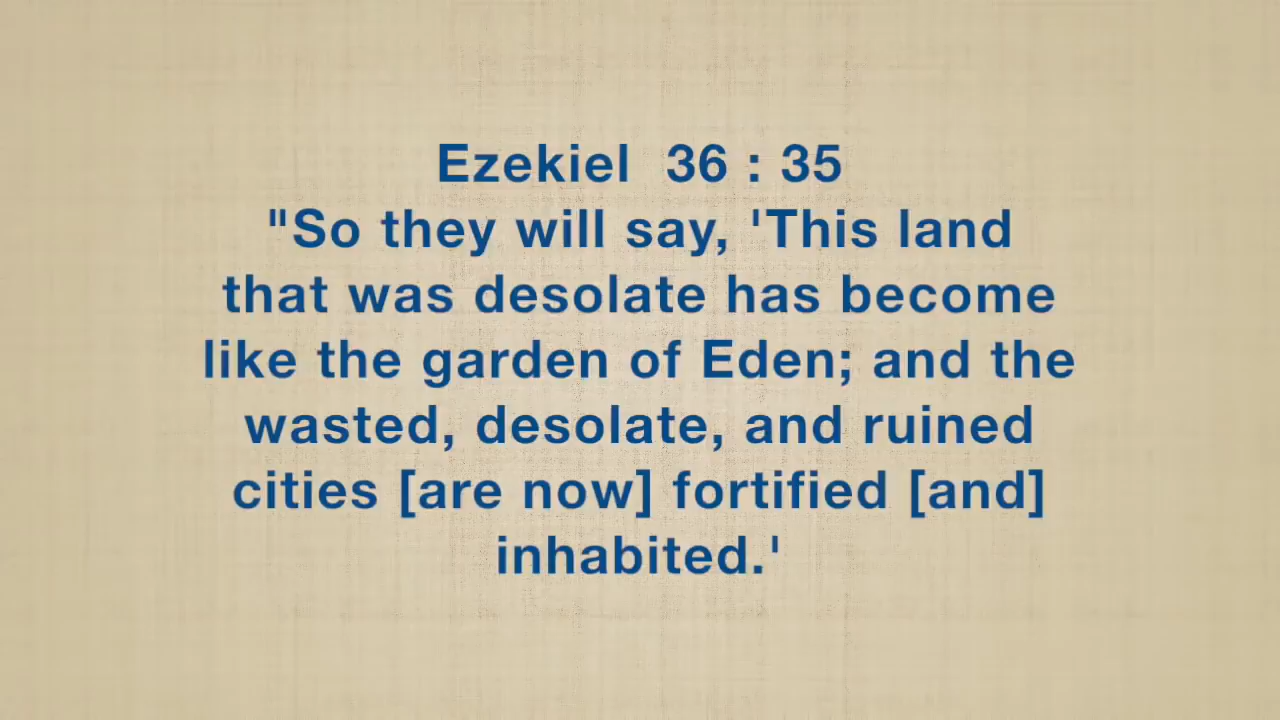 Ezekiel  36 : 35
"So they will say, 'This land
that was desolate has become
like the garden of Eden; and the
wasted, desolate, and ruined
cities [are now] fortified [and]
inhabited.'